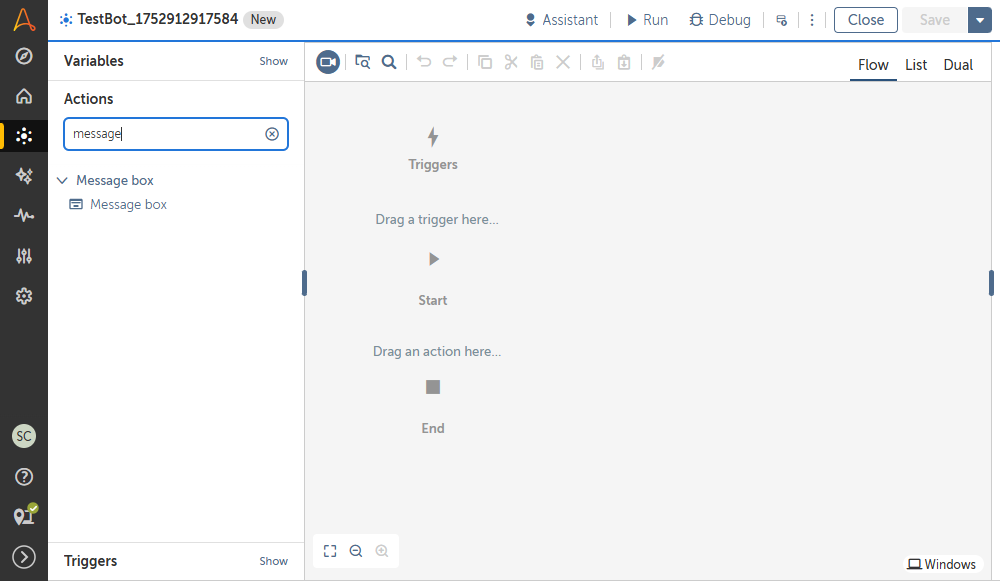 TestBot_1752912917584 New
Assistant Run Debug Close Save
Variables Show
Flow List Dual
Actions
message
Message box
Message box
Triggers
Drag a trigger here...
Start
Drag an action here...
End
SC
Triggers Show
Windows